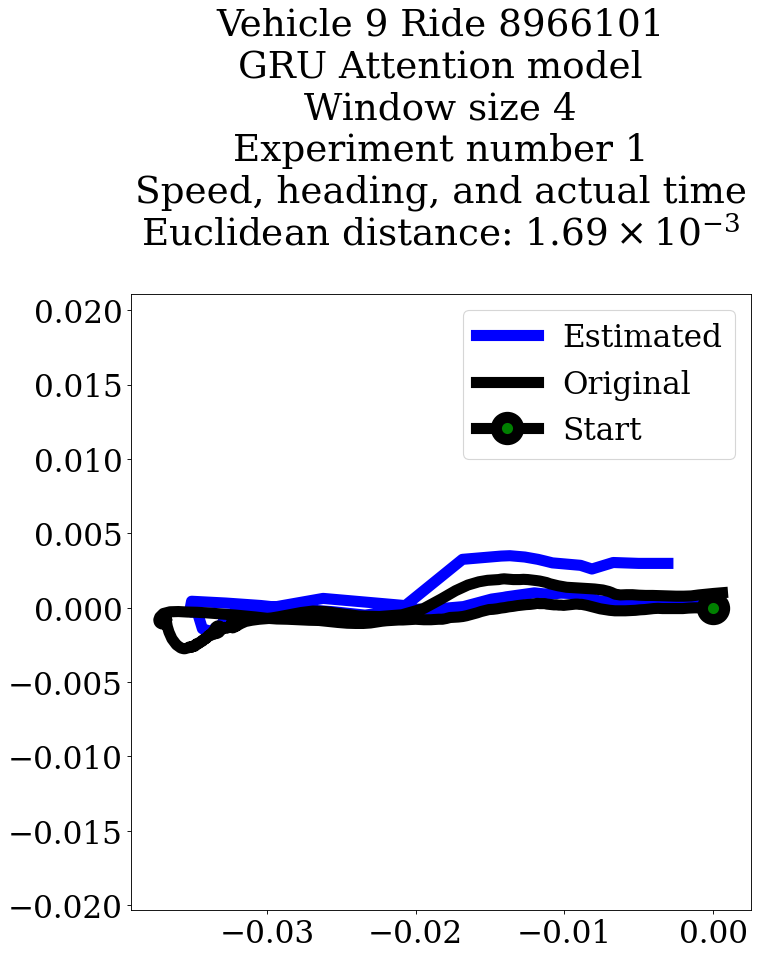 Vehicle 9 Ride 8966101
GRU Attention model
Window size 4
Experiment number 1
Speed, heading, and actual time
Euclidean distance: 1.69 × 10⁻³
0.020
0.015
0.010
0.005
0.000
−0.005
−0.010
−0.015
−0.020
Estimated
Original
Start
−0.03
−0.02
−0.01
0.00